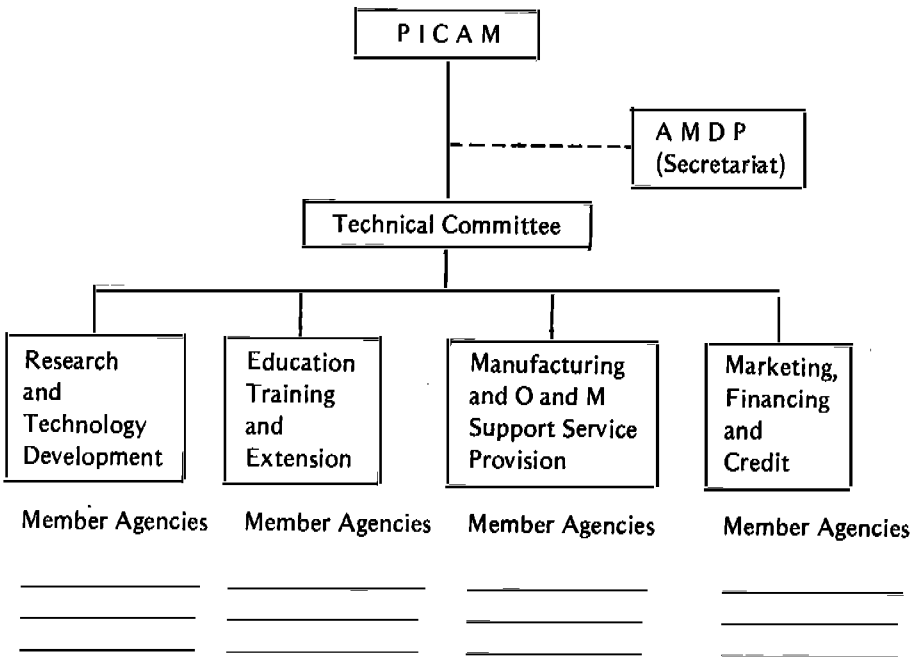 PICAM
AMDP
(Secretariat)
Technical Committee
Research
and
Technology
Development
Education
Training
and
Extension
Manufacturing
and O and M
Support Service
Provision
Marketing,
Financing
and
Credit
Member Agencies
Member Agencies
Member Agencies
Member Agencies